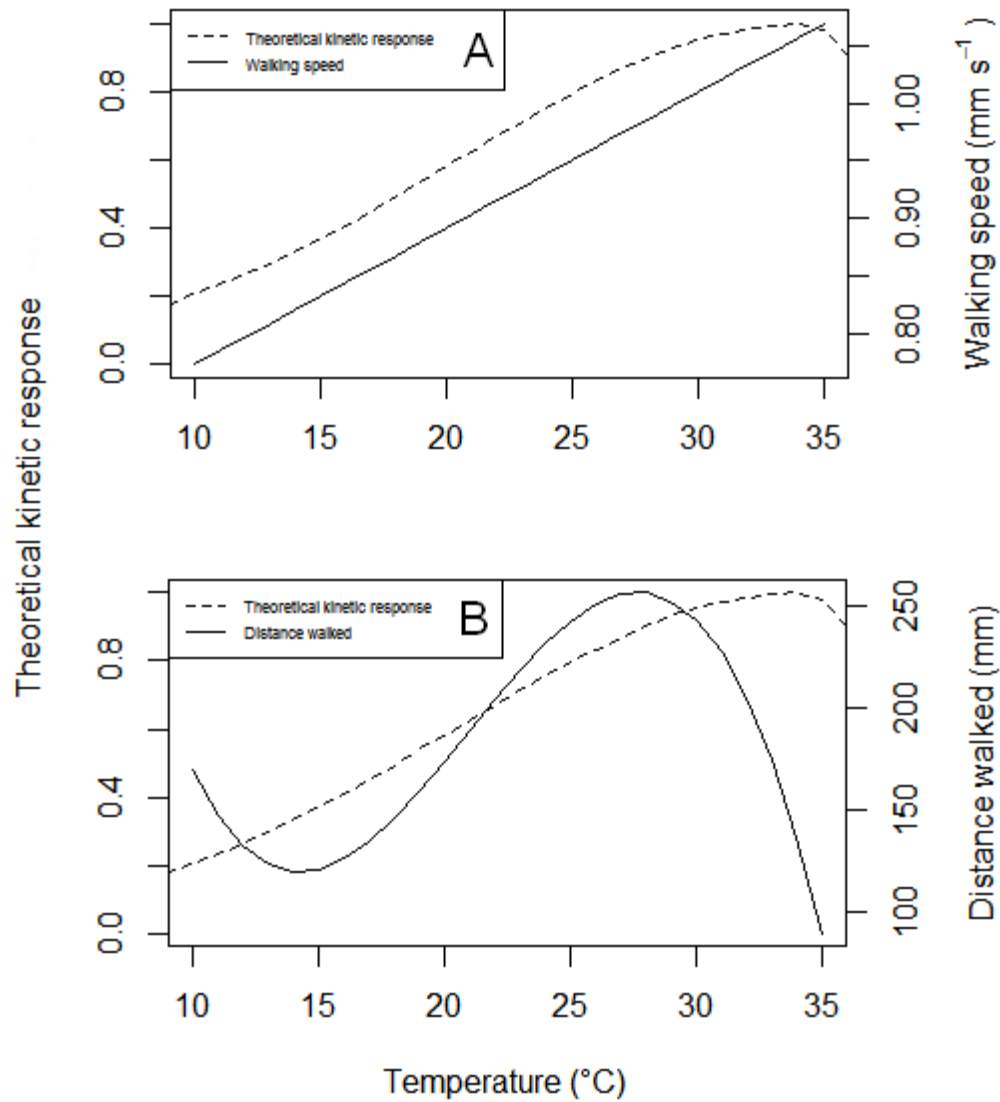 Theoretical kinetic response
Theoretical kinetic response
Walking speed
A
0.0 0.4 0.8
0.80 0.90 1.00
Walking speed (mm s⁻¹ )
10 15 20 25 30 35
Theoretical kinetic response
Distance walked
B
0.0 0.4 0.8
100 150 200 250
Distance walked (mm)
10 15 20 25 30 35
Temperature (°C)